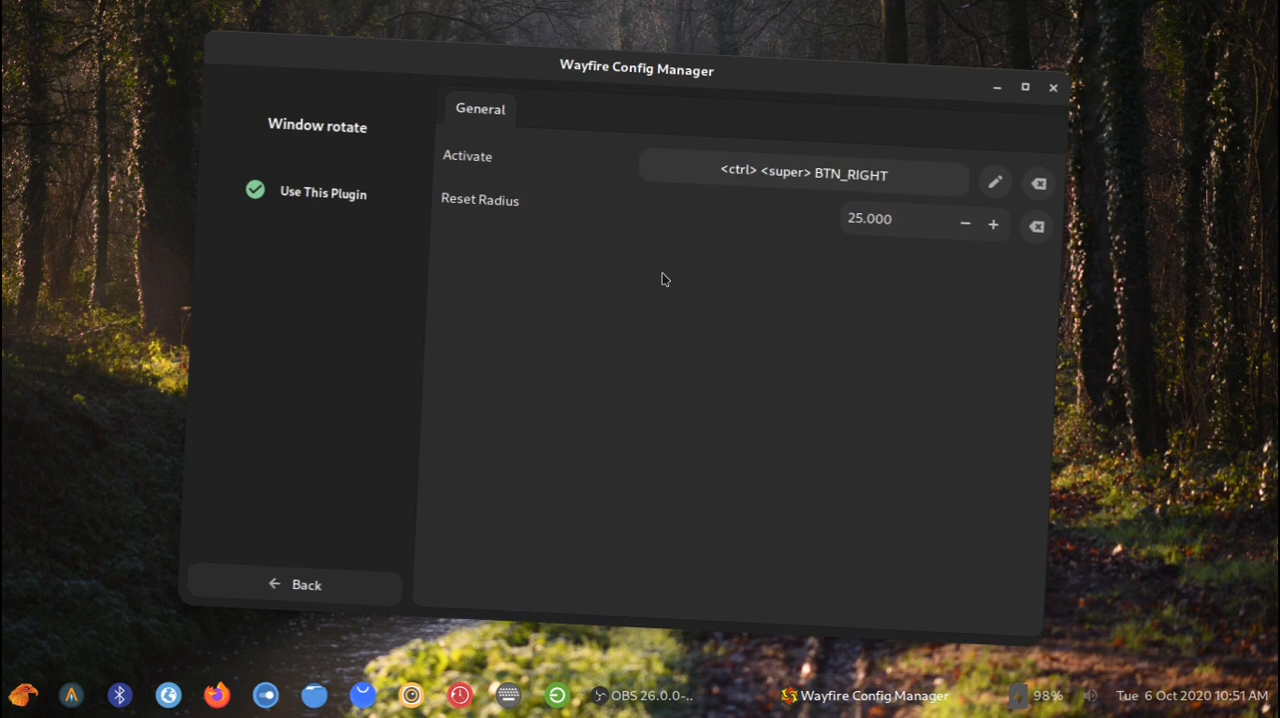 Wayfire Config Manager
Window rotate
Use This Plugin
General
Activate
<ctrl> <super> BTN_RIGHT
Reset Radius
25.000
Back
OBS 26.0.0-..
Wayfire Config Manager
98%
Tue 6 Oct 2020 10:51 AM